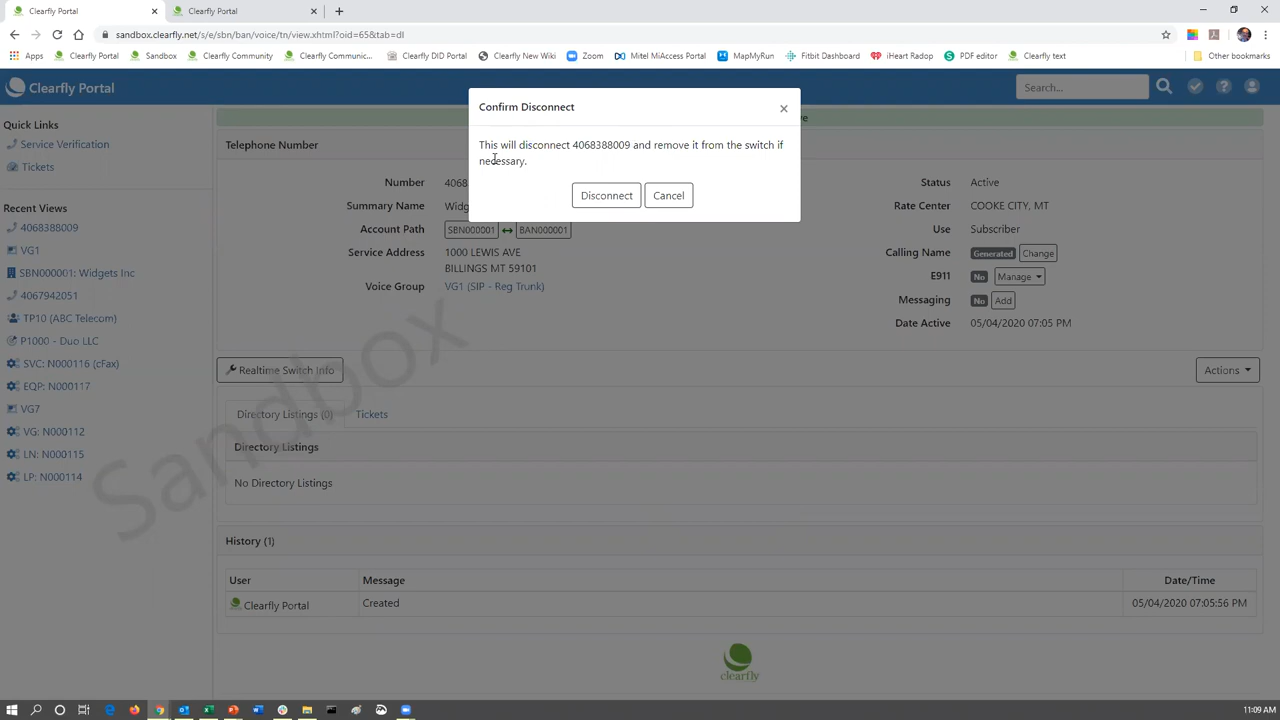 Clearfly Portal
Clearfly Portal
sandbox.clearfly.net/s/e/sbn/ban/voice/tn/view.xhtml?oid=65&tab=dl
Apps Clearfly Portal Sandbox Clearfly Community Clearfly Communic... Clearfly DID Portal Clearfly New Wiki Zoom Mitel MiAccess Portal MapMyRun Fitbit Dashboard iHeart Radop PDF editor Clearfly text Other bookmarks
Clearfly Portal
Search...
Quick Links
Service Verification
Tickets
Recent Views
4068388009
VG1
SBN000001: Widgets Inc
4067942051
TP10 (ABC Telecom)
P1000 - Duo LLC
SVC: N000116 (cFax)
EQP: N000117
VG7
VG: N000112
LN: N000115
LP: N000114
Confirm Disconnect
This will disconnect 4068388009 and remove it from the switch if
necessary.
Disconnect Cancel
Telephone Number
Number 4068
Summary Name Widg
Account Path SBN000001 BAN000001
Service Address 1000 LEWIS AVE
BILLINGS MT 59101
Voice Group VG1 (SIP - Reg Trunk)
Status Active
Rate Center COOKE CITY, MT
Use Subscriber
Calling Name Generated Change
E911 No Manage
Messaging No Add
Date Active 05/04/2020 07:05 PM
Realtime Switch Info
Actions
Directory Listings (0) Tickets
Directory Listings
No Directory Listings
History (1)
User Message Date/Time
Clearfly Portal Created 05/04/2020 07:05:56 PM
Sandbox
clearfly
11:09 AM